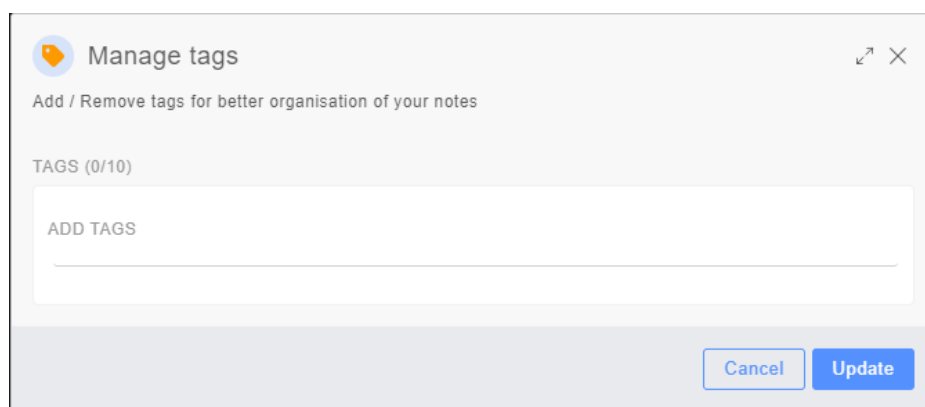 Manage tags
Add / Remove tags for better organisation of your notes
TAGS (0/10)
ADD TAGS
Cancel Update